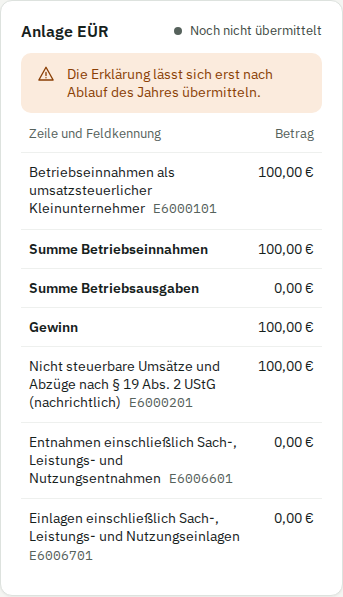 Anlage EÜR
Noch nicht übermittelt
Die Erklärung lässt sich erst nach
Ablauf des Jahres übermitteln.
Zeile und Feldkennung Betrag
Betriebseinnahmen als 100,00 €
umsatzsteuerlicher
Kleinunternehmer E6000101
Summe Betriebseinnahmen 100,00 €
Summe Betriebsausgaben 0,00 €
Gewinn 100,00 €
Nicht steuerbare Umsätze und 100,00 €
Abzüge nach § 19 Abs. 2 UStG
(nachrichtlich) E6000201
Entnahmen einschließlich Sach-, 0,00 €
Leistungs- und
Nutzungsentnahmen E6006601
Einlagen einschließlich Sach-, 0,00 €
Leistungs- und Nutzungseinlagen
E6006701